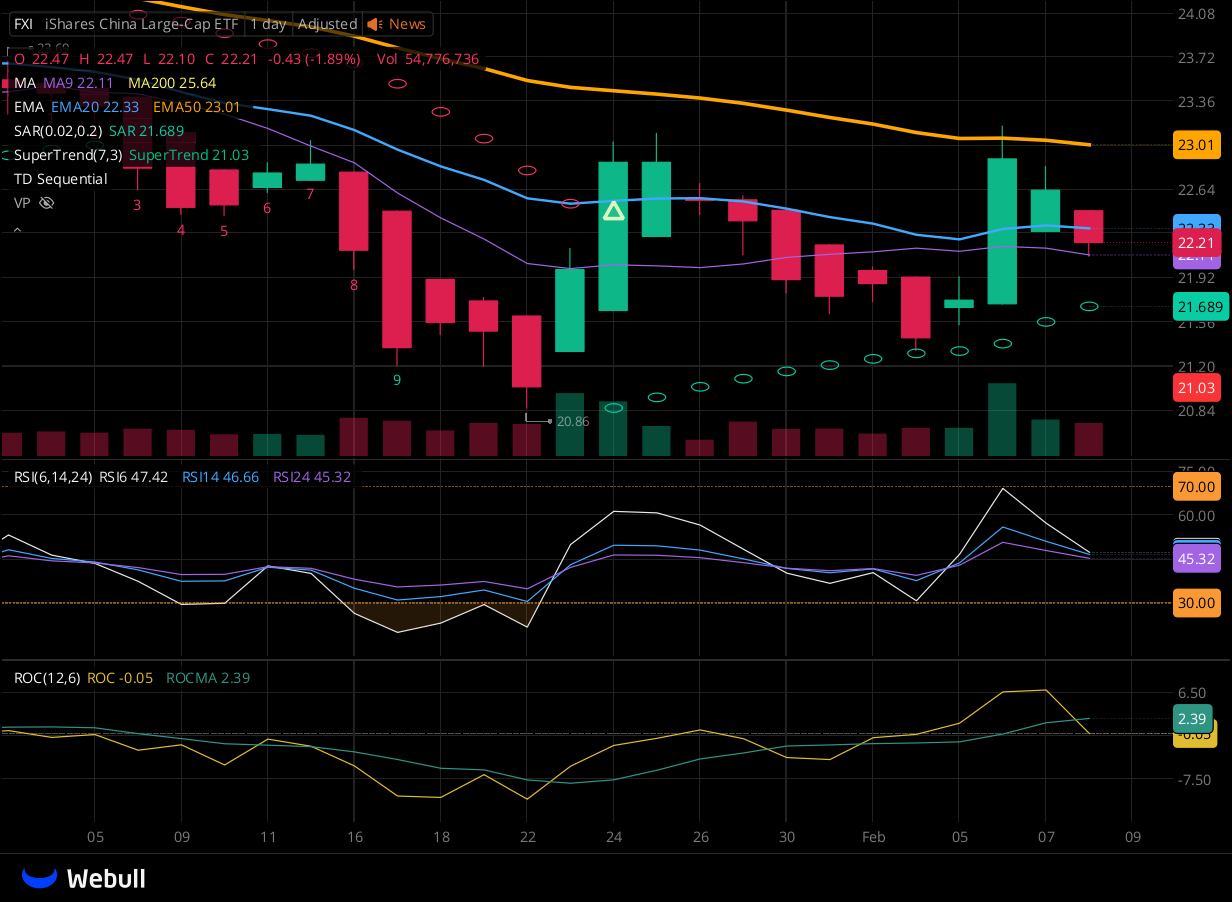 FXI iShares China Large-Cap ETF 1 day Adjusted News
O 22.47 H 22.47 L 22.10 C 22.21 -0.43 (-1.89%) Vol 54,776,736
MA MA9 22.11 MA200 25.64
EMA EMA20 22.33 EMA50 23.01
SAR(0.02,0.2) SAR 21.689
SuperTrend(7,3) SuperTrend 21.03
TD Sequential
VP
3
4
5
6
7
8
9
20.86
24.08
23.72
23.36
23.01
22.64
22.21
21.92
21.689
21.56
21.20
21.03
20.84
RSI(6,14,24) RSI6 47.42 RSI14 46.66 RSI24 45.32
70.00
60.00
45.32
30.00
ROC(12,6) ROC -0.05 ROCMA 2.39
6.50
2.39
-0.05
-7.50
05 09 11 16 18 22 24 26 30 Feb 05 07 09
Webull